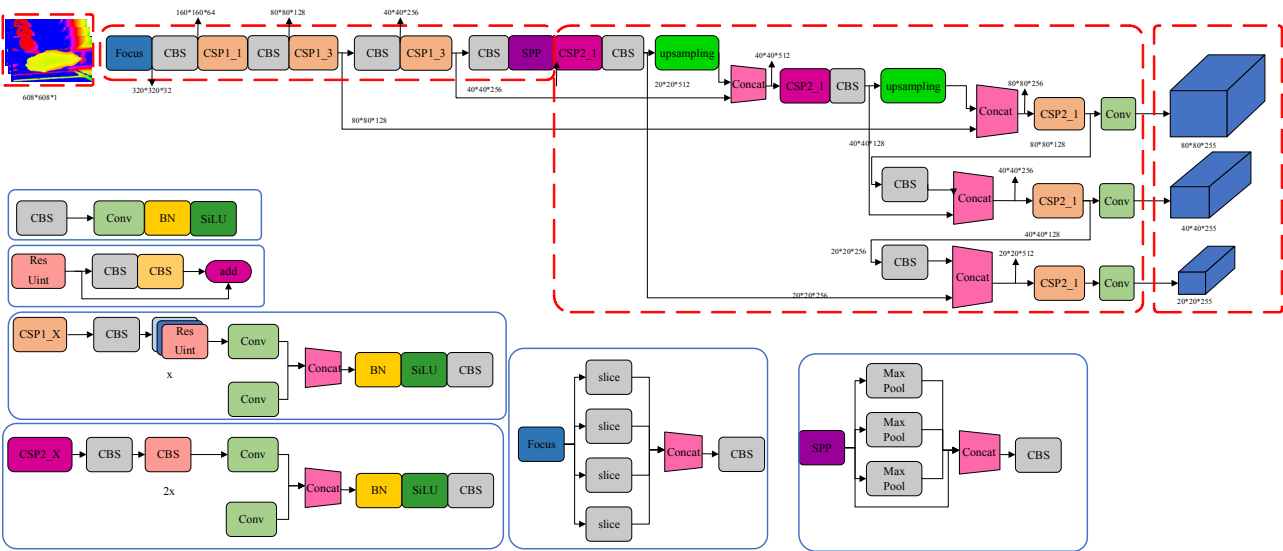 160*160*64
80*80*128
40*40*256
Focus
CBS
CSP1_1
CBS
CSP1_3
CBS
CSP1_3
CBS
SPP
CSP2_1
CBS
upsampling
608*608*1
320*320*32
40*40*256
20*20*512
Concat
40*40*512
CSP2_1
CBS
upsampling
Concat
80*80*256
CSP2_1
Conv
80*80*128
80*80*128
80*80*255
40*40*128
CBS
Concat
40*40*256
CSP2_1
Conv
40*40*128
40*40*255
20*20*256
CBS
Concat
20*20*512
CSP2_1
Conv
20*20*256
20*20*255
CBS
Conv
BN
SiLU
Res
Uint
CBS
CBS
add
CSP1_X
CBS
Res
Uint
x
Conv
Conv
Concat
BN
SiLU
CBS
CSP2_X
CBS
CBS
2x
Conv
Conv
Concat
BN
SiLU
CBS
Focus
slice
slice
slice
slice
Concat
CBS
SPP
Max
Pool
Max
Pool
Max
Pool
Concat
CBS